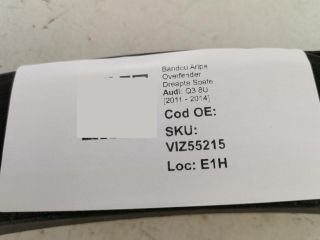 Bandou Aripa
Overfender
Dreapta Spate
Audi: Q3 8U
[2011 - 2014]
Cod OE:
SKU:
VIZ55215
Loc: E1H